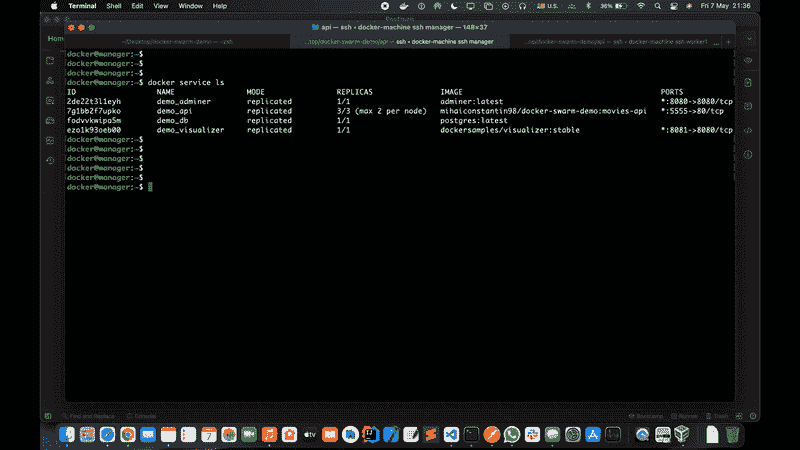 Terminal Shell Edit View Window Help U.S. 36% Fri 7 May 21:36
api — ssh • docker-machine ssh manager — 148×37
~/Desktop/docker-swarm-demo — -zsh ...top/docker-swarm-demo/api — ssh • docker-machine ssh manager ...op/docker-swarm-demo/api — ssh • docker-machine ssh worker1
Home
docker@manager:~$
docker@manager:~$
docker@manager:~$
docker@manager:~$ docker service ls
ID NAME MODE REPLICAS IMAGE PORTS
2de22t3l1eyh demo_adminer replicated 1/1 adminer:latest *:8080->8080/tcp
7g1bb2f7upko demo_api replicated 3/3 (max 2 per node) mihaiconstantin98/docker-swarm-demo:movies-api *:5555->80/tcp
fodvvkwipo5m demo_db replicated 1/1 postgres:latest
ezo1k93oeb00 demo_visualizer replicated 1/1 dockersamples/visualizer:stable *:8081->8080/tcp
docker@manager:~$
docker@manager:~$
docker@manager:~$
docker@manager:~$
docker@manager:~$
docker@manager:~$
Find and Replace Console Bootcamp Runner Trash